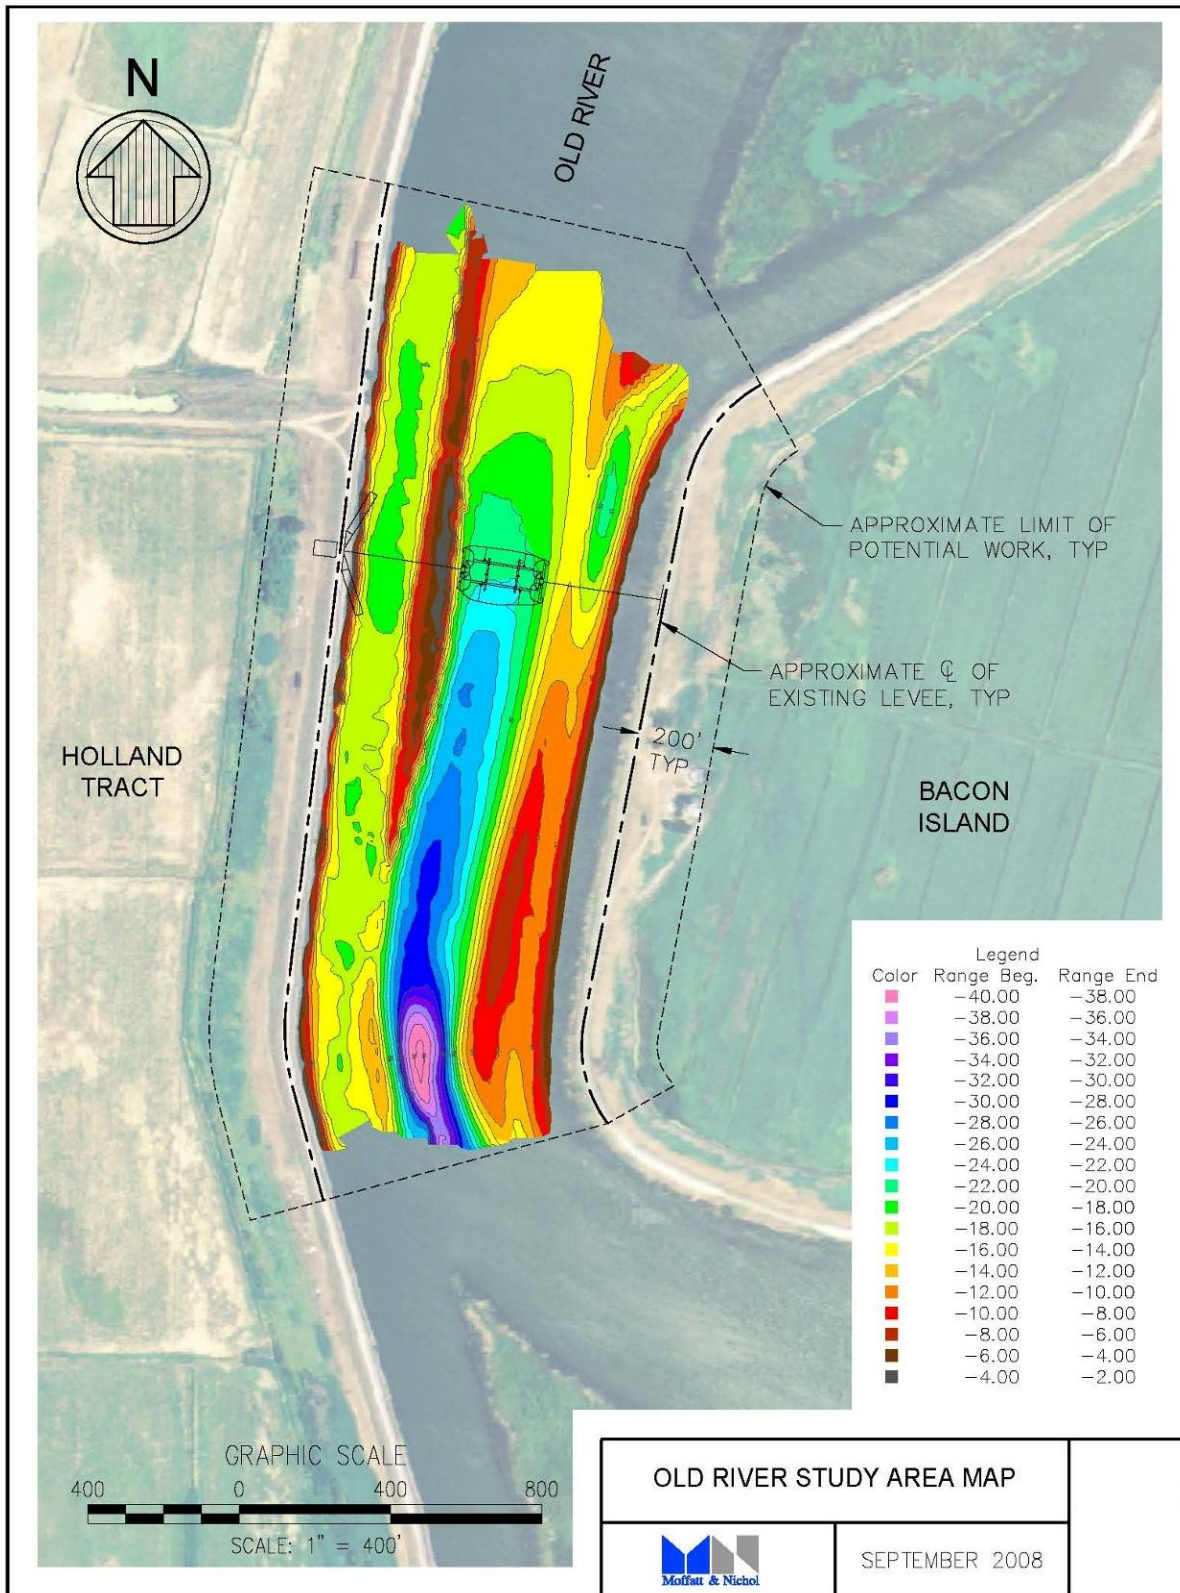 N
OLD RIVER
APPROXIMATE LIMIT OF
POTENTIAL WORK, TYP
APPROXIMATE ℄ OF
EXISTING LEVEE, TYP
200'
TYP
HOLLAND
TRACT
BACON
ISLAND
Legend
Color Range Beg. Range End
-40.00 -38.00
-38.00 -36.00
-36.00 -34.00
-34.00 -32.00
-32.00 -30.00
-30.00 -28.00
-28.00 -26.00
-26.00 -24.00
-24.00 -22.00
-22.00 -20.00
-20.00 -18.00
-18.00 -16.00
-16.00 -14.00
-14.00 -12.00
-12.00 -10.00
-10.00 -8.00
-8.00 -6.00
-6.00 -4.00
-4.00 -2.00
GRAPHIC SCALE
400 0 400 800
SCALE: 1" = 400'
OLD RIVER STUDY AREA MAP
Moffatt & Nichol
SEPTEMBER 2008